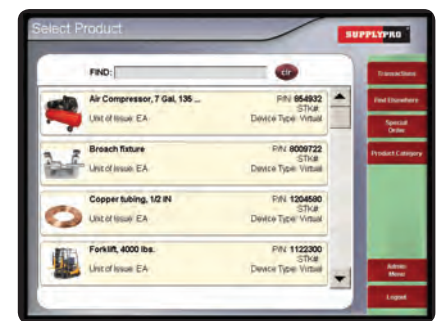 Select Product
SUPPLYPRO
FIND:
clr
Air Compressor, 7 Gal, 135 ...
P/N: 854932
STK#:
Unit of Issue: EA
Device Type: Virtual
Broach fixture
P/N: 8009722
STK#:
Unit of Issue: EA
Device Type: Virtual
Copper tubing, 1/2 IN
P/N: 1204590
STK#:
Unit of Issue: EA
Device Type: Virtual
Forklift, 4000 lbs.
P/N: 1122300
STK#:
Unit of Issue: EA
Device Type: Virtual
Transactions
Find Elsewhere
Special
Order
Product Category
Admin
Menu
Logout